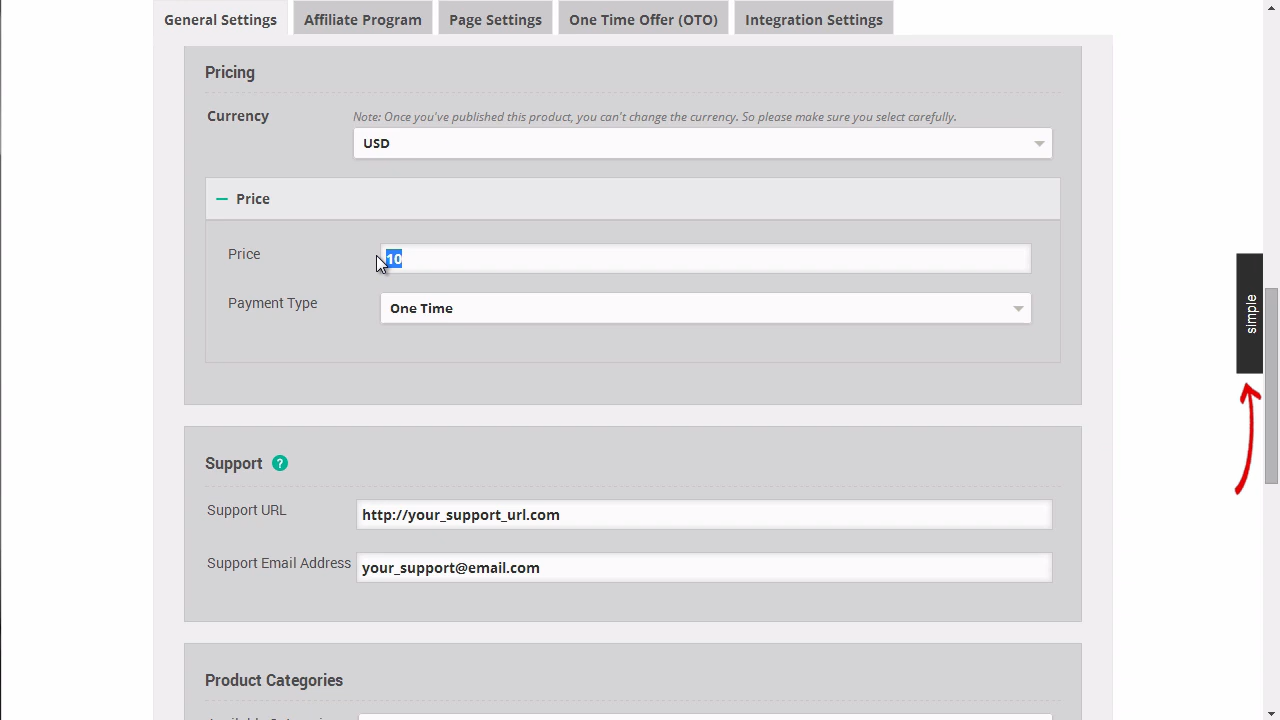 General Settings
Affiliate Program
Page Settings
One Time Offer (OTO)
Integration Settings
Pricing
Currency
Note: Once you've published this product, you can't change the currency. So please make sure you select carefully.
USD
Price
Price
10
Payment Type
One Time
simple
Support ?
Support URL
http://your_support_url.com
Support Email Address
your_support@email.com
Product Categories